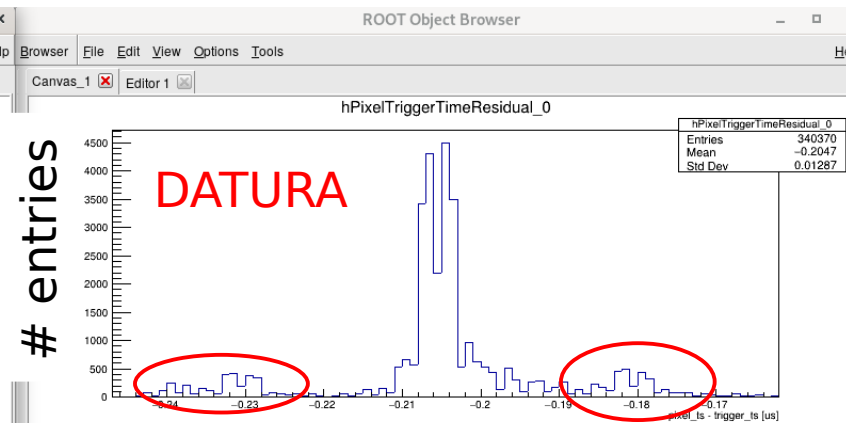 ROOT Object Browser
Browser File Edit View Options Tools
Canvas_1 Editor 1
hPixelTriggerTimeResidual_0
hPixelTriggerTimeResidual_0
Entries 340370
Mean −0.2047
Std Dev 0.01287
DATURA
# entries
4500
4000
3500
3000
2500
2000
1500
1000
500
0
−0.24 −0.23 −0.22 −0.21 −0.2 −0.19 −0.18 −0.17
pixel_ts - trigger_ts [us]